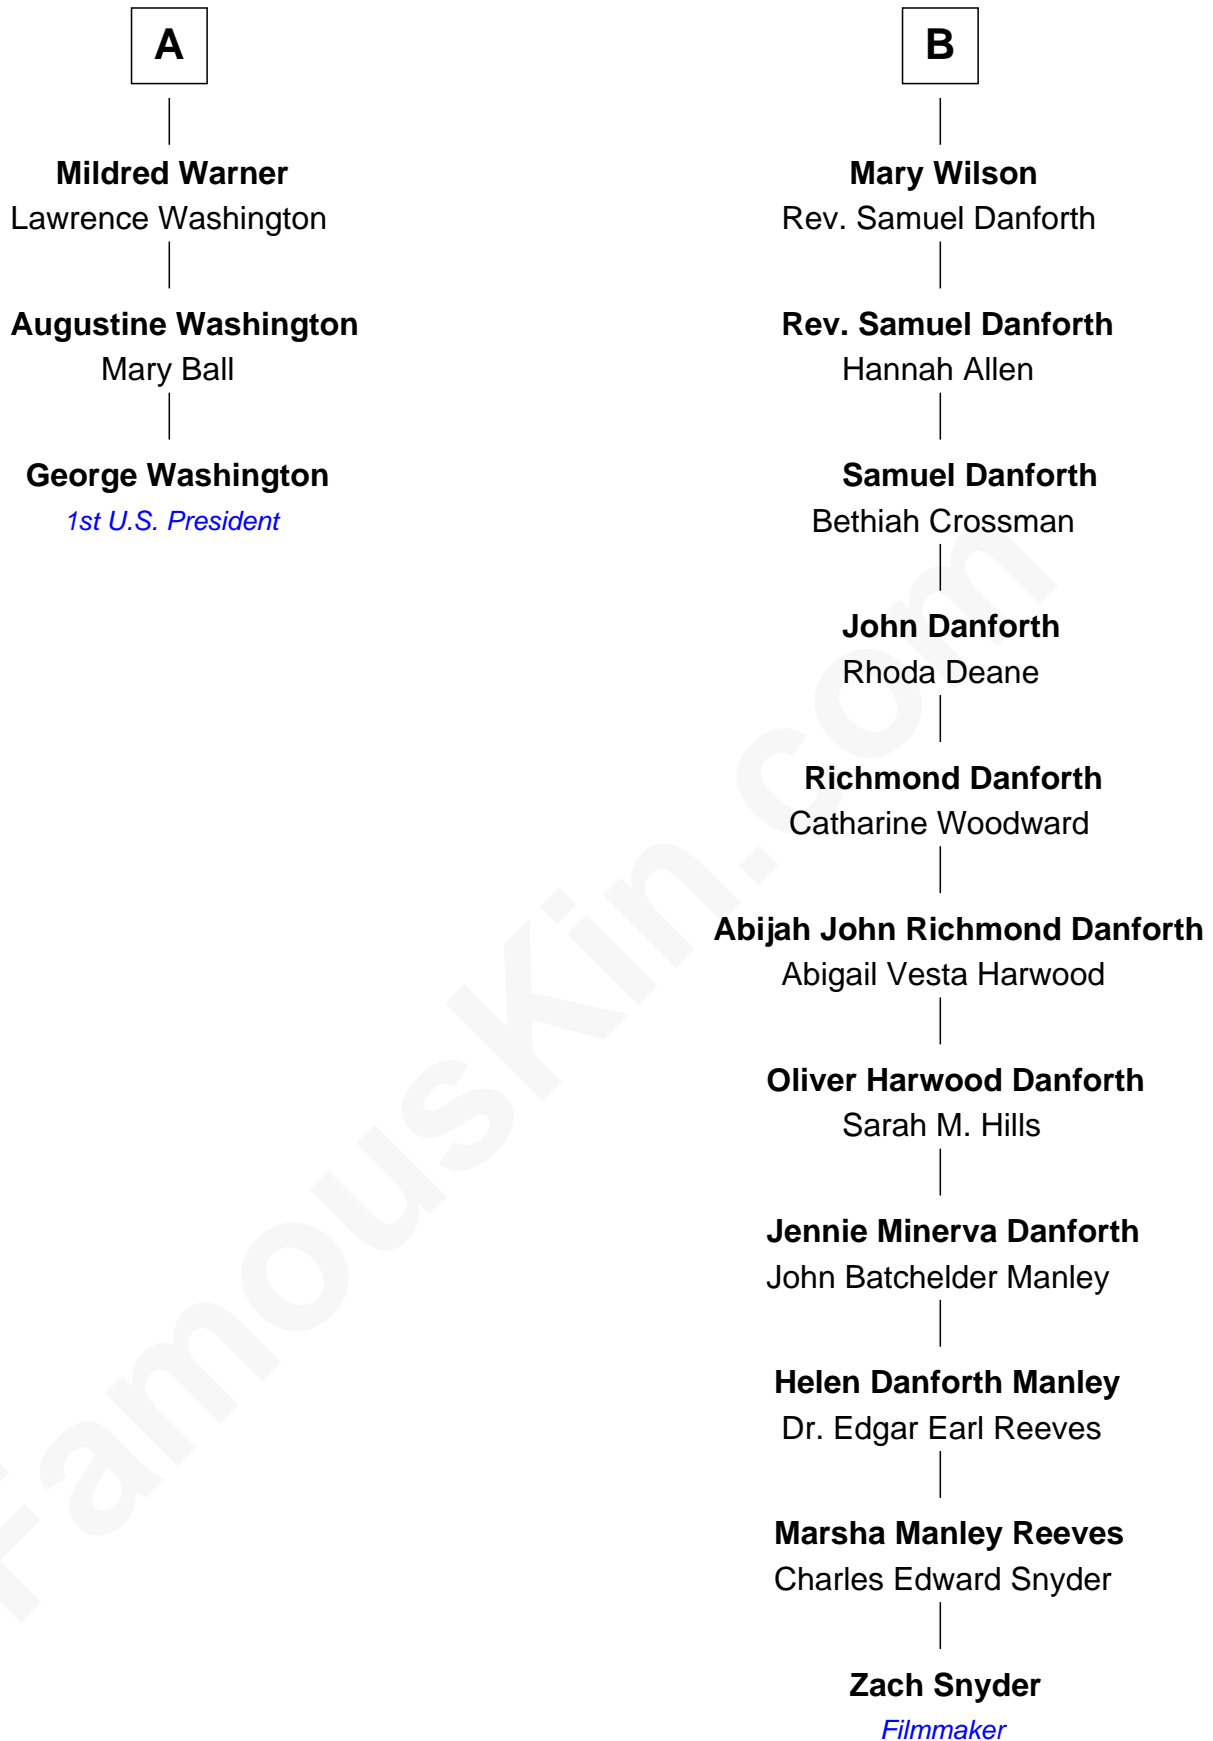 A
Mildred Warner
Lawrence Washington
Augustine Washington
Mary Ball
George Washington
1st U.S. President
B
Mary Wilson
Rev. Samuel Danforth
Rev. Samuel Danforth
Hannah Allen
Samuel Danforth
Bethiah Crossman
John Danforth
Rhoda Deane
Richmond Danforth
Catharine Woodward
Abijah John Richmond Danforth
Abigail Vesta Harwood
Oliver Harwood Danforth
Sarah M. Hills
Jennie Minerva Danforth
John Batchelder Manley
Helen Danforth Manley
Dr. Edgar Earl Reeves
Marsha Manley Reeves
Charles Edward Snyder
Zach Snyder
Filmmaker
FamousKin.com